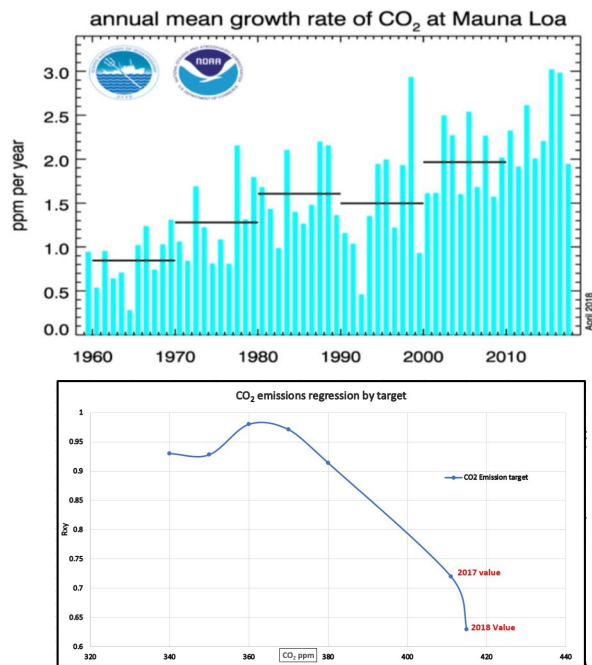 annual mean growth rate of CO₂ at Mauna Loa
NOAA
ppm per year
3.0
2.5
2.0
1.5
1.0
0.5
0.0
1960 1970 1980 1990 2000 2010
April 2018
CO₂ emissions regression by target
Rxy
1
0.95
0.9
0.85
0.8
0.75
0.7
0.65
0.6
CO2 Emission target
2017 value
2018 Value
320 340 360 380 400 420 440
CO₂ ppm